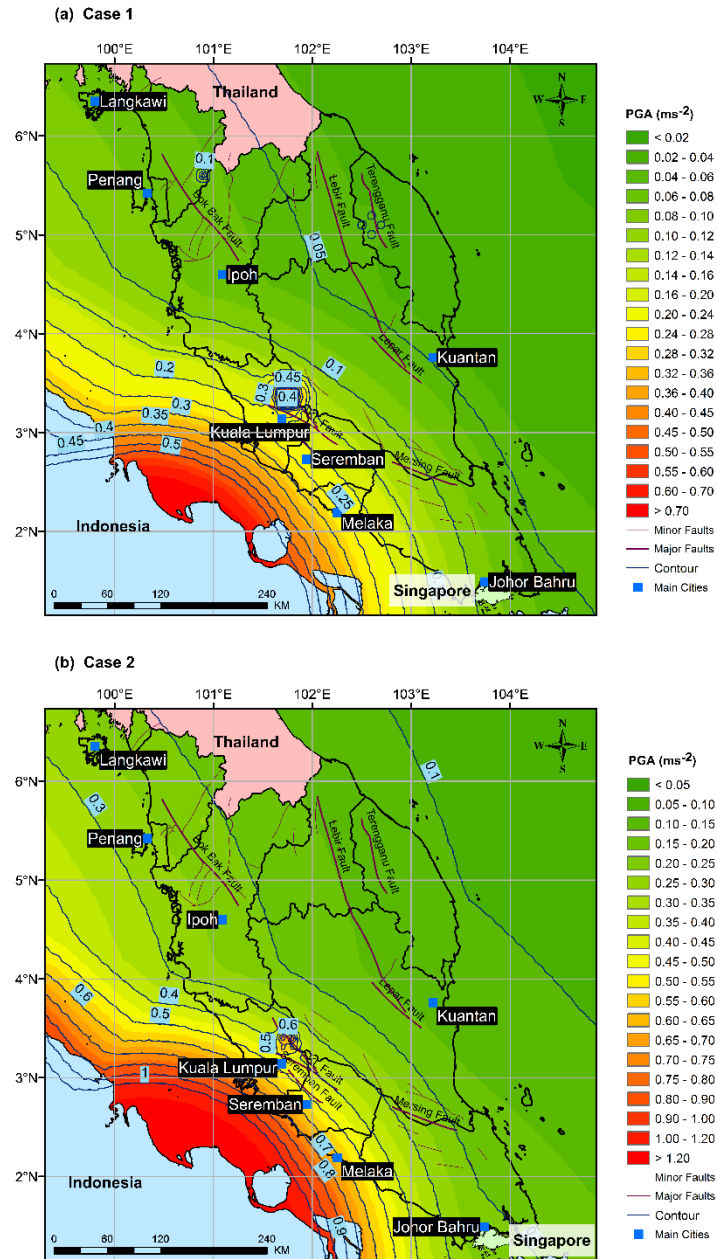 (a) Case 1
100°E 101°E 102°E 103°E 104°E
6°N
5°N
4°N
3°N
2°N
N
W E
S
Thailand
Langkawi
Penang
0.1
Bok Bak Fault
Lebir Fault
Terengganu Fault
0.05
Ipoh
Lepar Fault
Kuantan
0.1
0.2
0.3
0.35
0.4
0.45
0.5
0.3
0.45
0.4
Kuala Lumpur
Fault
Seremban
Mersing Fault
0.25
Melaka
Indonesia
Singapore
Johor Bahru
0 30 60 120 180 240
KM
PGA (ms-2)
< 0.02
0.02 - 0.04
0.04 - 0.06
0.06 - 0.08
0.08 - 0.10
0.10 - 0.12
0.12 - 0.14
0.14 - 0.16
0.16 - 0.20
0.20 - 0.24
0.24 - 0.28
0.28 - 0.32
0.32 - 0.36
0.36 - 0.40
0.40 - 0.45
0.45 - 0.50
0.50 - 0.55
0.55 - 0.60
0.60 - 0.70
> 0.70
Minor Faults
Major Faults
Contour
Main Cities
(b) Case 2
100°E 101°E 102°E 103°E 104°E
6°N
5°N
4°N
3°N
2°N
N
W E
S
Thailand
Langkawi
0.1
0.3
Penang
Bok Bak Fault
Lebir Fault
Terengganu Fault
Ipoh
Lepar Fault
Kuantan
0.6
0.4
0.5
0.5
0.6
1
Kuala Lumpur
Fault
Seremban Fault
Seremban
Mersing Fault
0.7
0.8
0.9
Melaka
Indonesia
Johor Bahru
Singapore
0 30 60 120 180 240
KM
PGA (ms-2)
< 0.05
0.05 - 0.10
0.10 - 0.15
0.15 - 0.20
0.20 - 0.25
0.25 - 0.30
0.30 - 0.35
0.35 - 0.40
0.40 - 0.45
0.45 - 0.50
0.50 - 0.55
0.55 - 0.60
0.60 - 0.65
0.65 - 0.70
0.70 - 0.75
0.75 - 0.80
0.80 - 0.90
0.90 - 1.00
1.00 - 1.20
> 1.20
Minor Faults
Major Faults
Contour
Main Cities